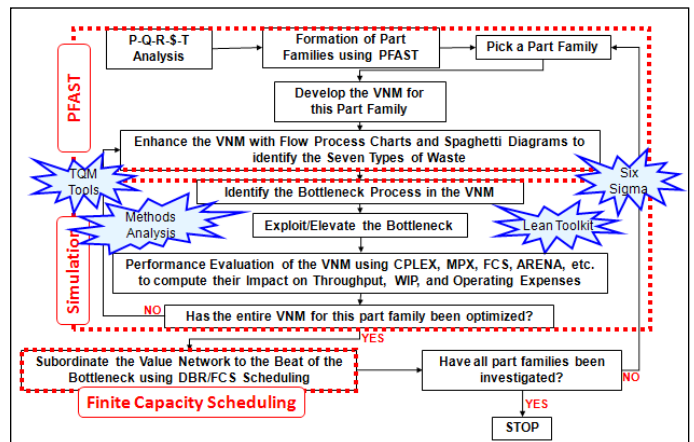 P-Q-R-$-T
Analysis
Formation of Part
Families using PFAST
Pick a Part Family
PFAST
Develop the VNM for
this Part Family
Enhance the VNM with Flow Process Charts and Spaghetti Diagrams to
identify the Seven Types of Waste
TQM
Tools
Six
Sigma
Identify the Bottleneck Process in the VNM
Methods
Analysis
Exploit/Elevate the Bottleneck
Lean Toolkit
Simulation
Performance Evaluation of the VNM using CPLEX, MPX, FCS, ARENA, etc.
to compute their Impact on Throughput, WIP, and Operating Expenses
NO
Has the entire VNM for this part family been optimized?
YES
Subordinate the Value Network to the Beat of the
Bottleneck using DBR/FCS Scheduling
Have all part families been
investigated?
NO
Finite Capacity Scheduling
YES
STOP